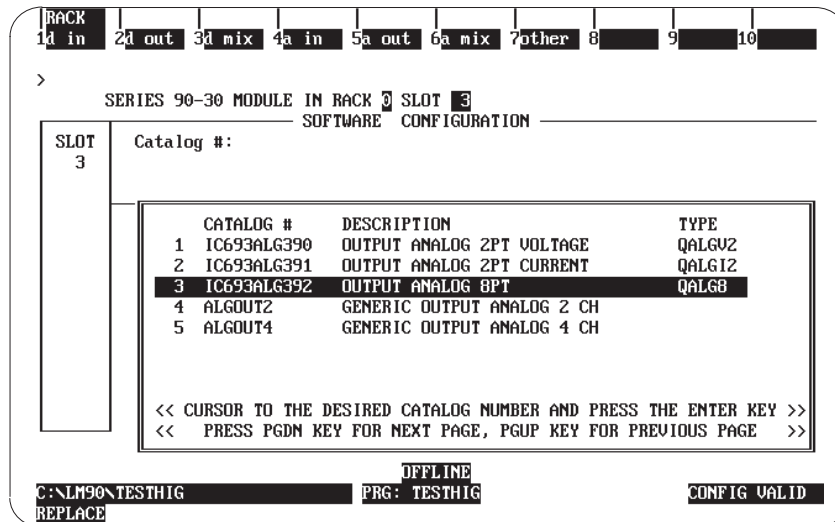 RACK
1d in 2d out 3d mix 4a in 5a out 6a mix 7other 8 9 10
>
SERIES 90-30 MODULE IN RACK 0 SLOT 3
SOFTWARE CONFIGURATION
SLOT Catalog #:
3
CATALOG # DESCRIPTION TYPE
1 IC693ALG390 OUTPUT ANALOG 2PT VOLTAGE QALGV2
2 IC693ALG391 OUTPUT ANALOG 2PT CURRENT QALGI2
3 IC693ALG392 OUTPUT ANALOG 8PT QALG8
4 ALGOUT2 GENERIC OUTPUT ANALOG 2 CH
5 ALGOUT4 GENERIC OUTPUT ANALOG 4 CH
<< CURSOR TO THE DESIRED CATALOG NUMBER AND PRESS THE ENTER KEY >>
<< PRESS PGDN KEY FOR NEXT PAGE, PGUP KEY FOR PREVIOUS PAGE >>
OFFLINE
C:\LM90\TESTHIG PRG: TESTHIG CONFIG VALID
REPLACE